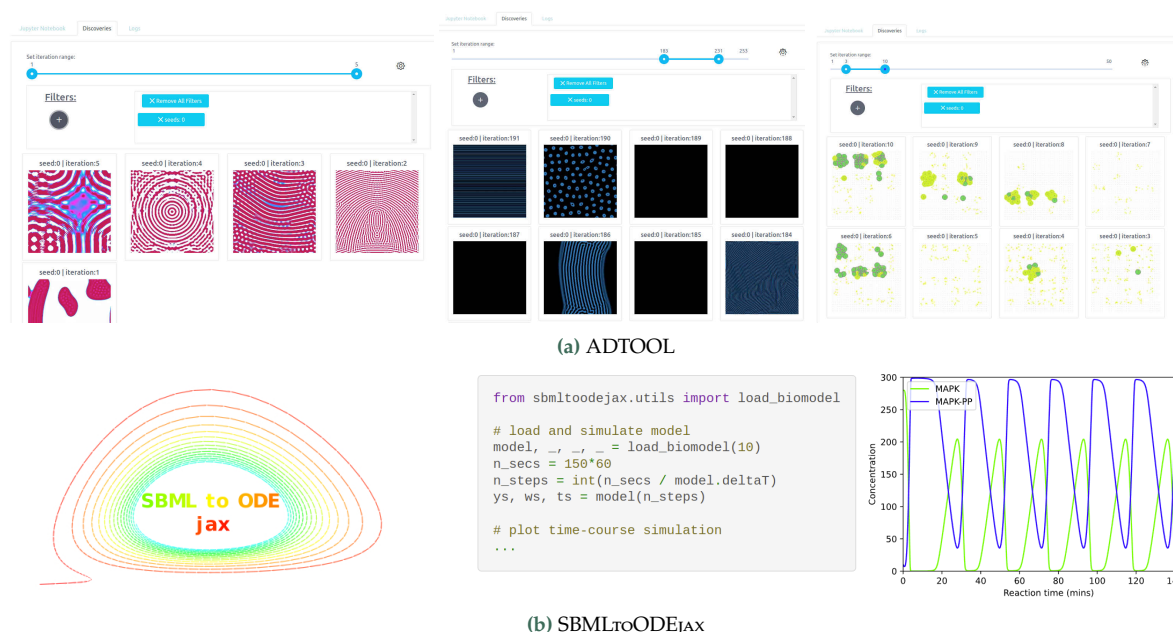 Jupyter Notebook Discoveries Logs
Set iteration range:
1 5
Filters:
+
X Remove All Filters
X seeds: 0
seed:0 | iteration:5 seed:0 | iteration:4 seed:0 | iteration:3 seed:0 | iteration:2
seed:0 | iteration:1
Jupyter Notebook Discoveries Logs
Set iteration range:
1 183 231 253
Filters:
+
X Remove All Filters
X seeds: 0
seed:0 | iteration:191 seed:0 | iteration:190 seed:0 | iteration:189 seed:0 | iteration:188
seed:0 | iteration:187 seed:0 | iteration:186 seed:0 | iteration:185 seed:0 | iteration:184
Jupyter Notebook Discoveries Logs
Set iteration range:
1 3 10
Filters:
+
X Remove All Filters
X seeds: 0
seed:0 | iteration:10 seed:0 | iteration:9 seed:0 | iteration:8 seed:0 | iteration:7
seed:0 | iteration:6 seed:0 | iteration:5 seed:0 | iteration:4 seed:0 | iteration:3
(a) ADTOOL
SBML to ODE
jax
from sbmltoodejax.utils import load_biomodel
# load and simulate model
model, _, _, _ = load_biomodel(10)
n_secs = 150*60
n_steps = int(n_secs / model.deltaT)
ys, ws, ts = model(n_steps)
# plot time-course simulation
...
MAPK
MAPK-PP
Concentration
300
250
200
150
100
50
0
0 20 40 60 80 100 120
Reaction time (mins)
(b) SBMLTOODEJAX